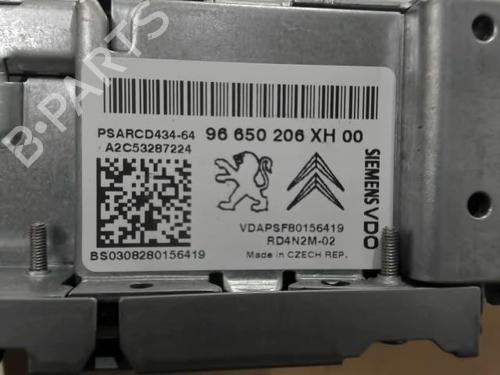 B-PARTS
PSARCD434-64 96 650 206 XH 00
A2C53287224
SIEMENS VDO
VDAPSF80156419
RD4N2M-02
BS0308280156419
Made in CZECH REP.